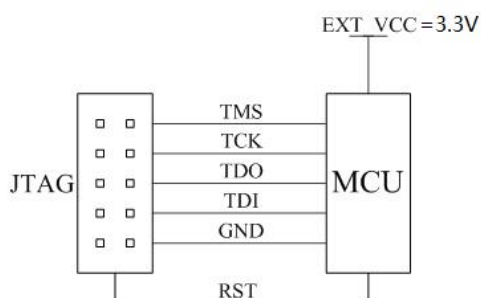 EXT_VCC=3.3V
TMS
TCK
JTAG
TDO
MCU
TDI
GND
RST